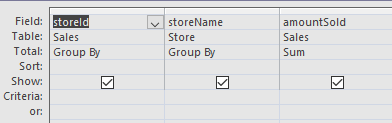 Field: storeId storeName amountSold
Table: Sales Store Sales
Total: Group By Group By Sum
Sort:
Show:
Criteria:
or: